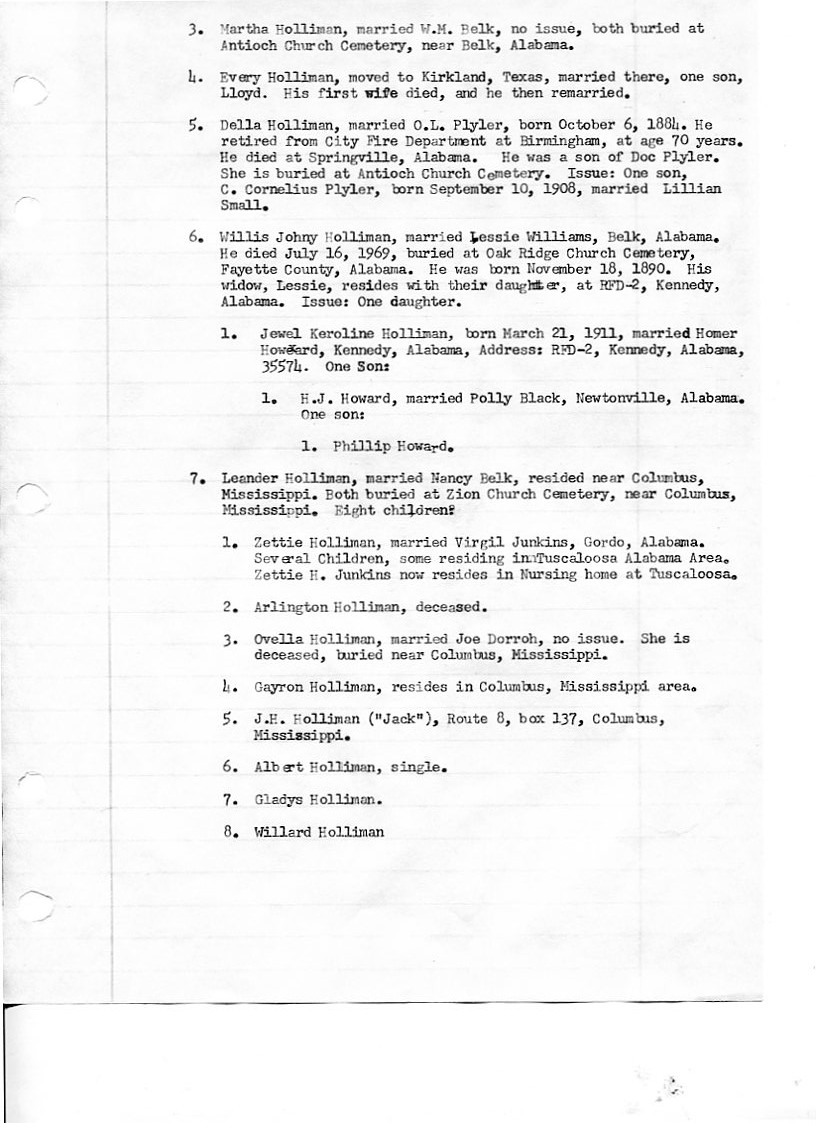 3. Martha Holliman, married W.M. Belk, no issue, both buried at
Antioch Church Cemetery, near Belk, Alabama.
4. Every Holliman, moved to Kirkland, Texas, married there, one son,
Lloyd. His first wife died, and he then remarried.
5. Della Holliman, married O.L. Plyler, born October 6, 1884. He
retired from City Fire Department at Birmingham, at age 70 years.
He died at Springville, Alabama. He was a son of Doc Plyler.
She is buried at Antioch Church Cemetery. Issue: One son,
C. Cornelius Plyler, born September 10, 1908, married Lillian
Small.
6. Willis Johny Holliman, married Lessie Williams, Belk, Alabama.
He died July 16, 1969, buried at Oak Ridge Church Cemetery,
Fayette County, Alabama. He was born November 18, 1890. His
widow, Lessie, resides with their daughter, at RFD-2, Kennedy,
Alabama. Issue: One daughter.
1. Jewel Keroline Holliman, born March 21, 1911, married Homer
Howard, Kennedy, Alabama, Address: RFD-2, Kennedy, Alabama,
35574. One Son:
1. H.J. Howard, married Polly Black, Newtonville, Alabama.
One son:
1. Phillip Howard.
7. Leander Holliman, married Nancy Belk, resided near Columbus,
Mississippi. Both buried at Zion Church Cemetery, near Columbus,
Mississippi. Eight children:
1. Zettie Holliman, married Virgil Junkins, Gordo, Alabama.
Several Children, some residing in Tuscaloosa Alabama Area.
Zettie H. Junkins now resides in Nursing home at Tuscaloosa.
2. Arlington Holliman, deceased.
3. Ovella Holliman, married Joe Dorroh, no issue. She is
deceased, buried near Columbus, Mississippi.
4. Gayron Holliman, resides in Columbus, Mississippi area.
5. J.H. Holliman ("Jack"), Route 8, box 137, Columbus,
Mississippi.
6. Albert Holliman, single.
7. Gladys Holliman.
8. Willard Holliman